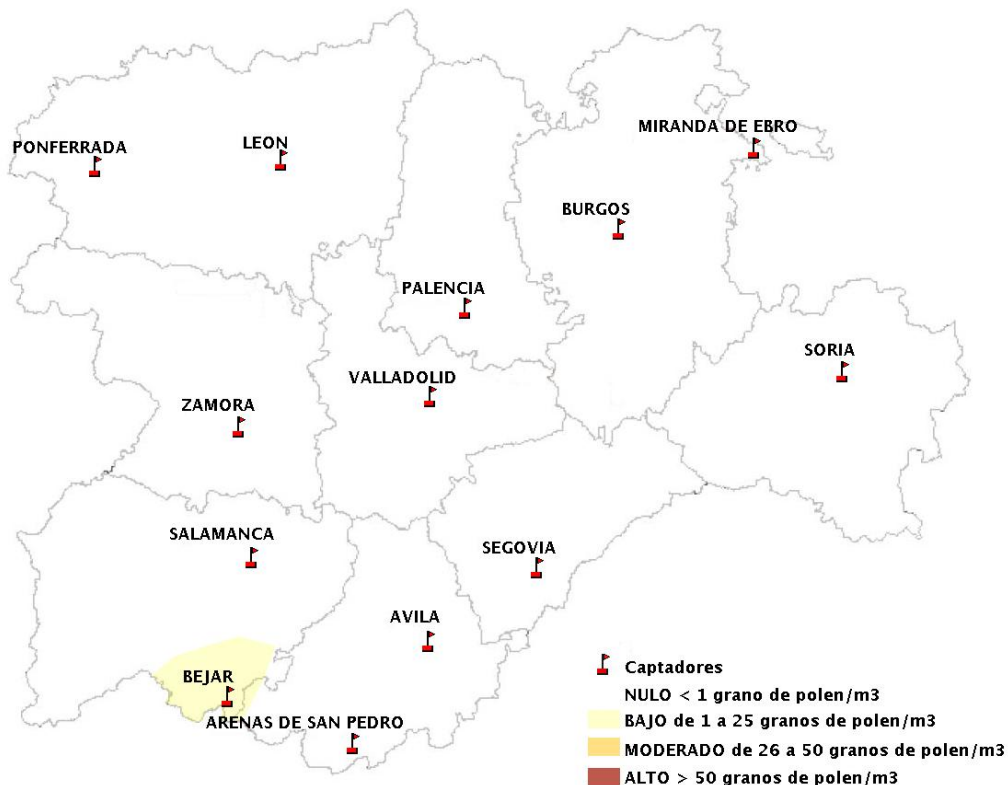 MIRANDA DE EBRO
PONFERRADA
LEON
BURGOS
PALENCIA
SORIA
VALLADOLID
ZAMORA
SALAMANCA
SEGOVIA
AVILA
BEJAR
ARENAS DE SAN PEDRO
Captadores
NULO < 1 grano de polen/m3
BAJO de 1 a 25 granos de polen/m3
MODERADO de 26 a 50 granos de polen/m3
ALTO > 50 granos de polen/m3